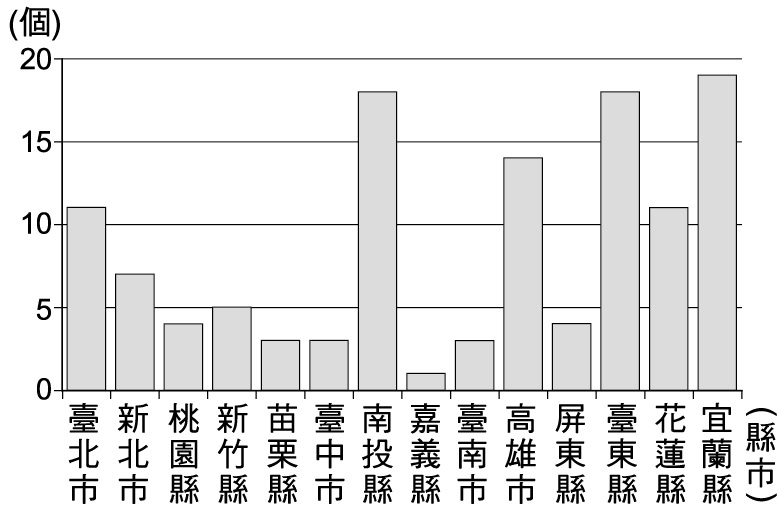 (個)
20
15
10
5
0
臺北市
新北市
桃園縣
新竹縣
苗栗縣
臺中市
南投縣
嘉義縣
臺南市
高雄市
屏東縣
臺東縣
花蓮縣
宜蘭縣
(縣市)